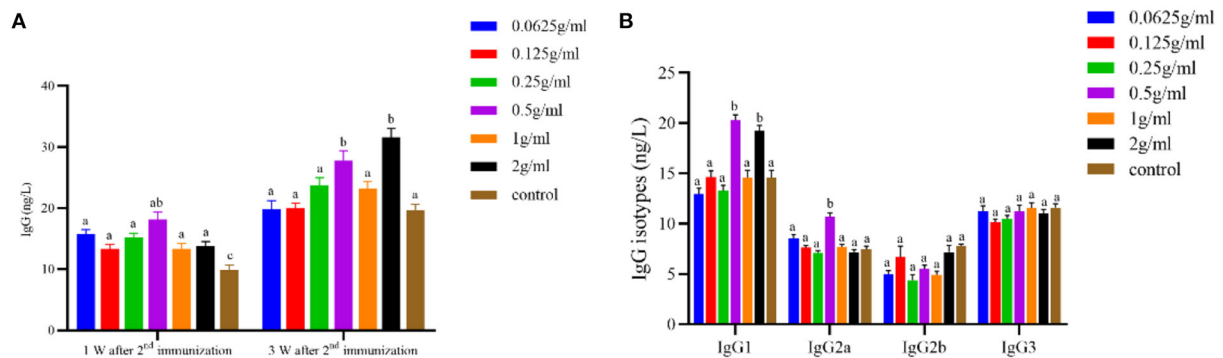 A
0.0625g/ml
0.125g/ml
0.25g/ml
0.5g/ml
1g/ml
2g/ml
control
IgG(ng/L)
40
30
20
10
0
a a a ab a a c
a a a b a b a
1 W after 2nd immunization
3 W after 2nd immunization
B
0.0625g/ml
0.125g/ml
0.25g/ml
0.5g/ml
1g/ml
2g/ml
control
IgG isotypes (ng/L)
25
20
15
10
5
0
a a a b a b a
a a a b a a a
a a a a a a a
a a a a a a a
IgG1
IgG2a
IgG2b
IgG3